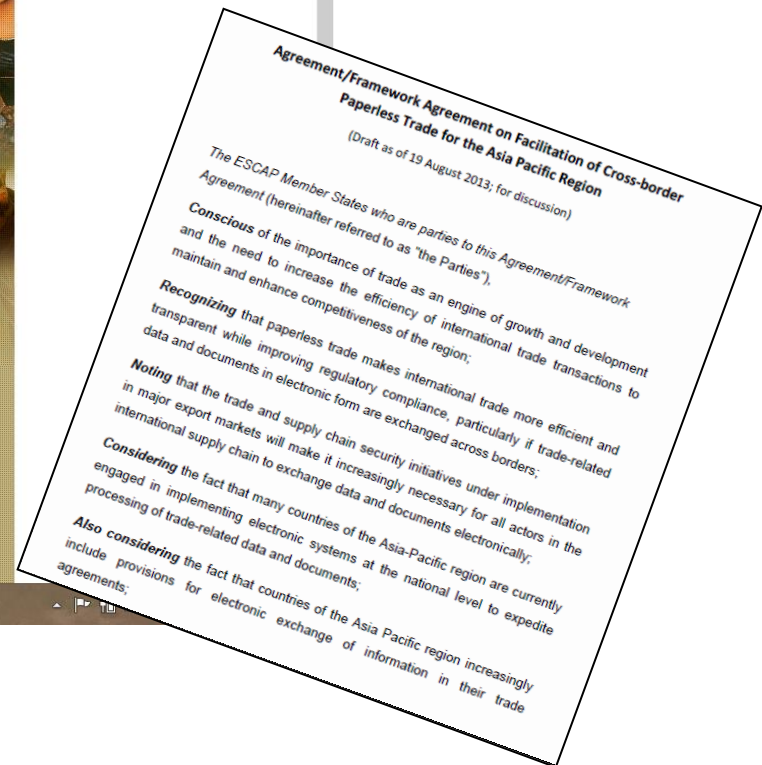 Agreement/Framework Agreement on Facilitation of Cross-border
Paperless Trade for the Asia Pacific Region
(Draft as of 19 August 2013; for discussion)
The ESCAP Member States who are parties to this Agreement/Framework
Agreement (hereinafter referred to as "the Parties"),
Conscious of the importance of trade as an engine of growth and development
and the need to increase the efficiency of international trade transactions to
maintain and enhance competitiveness of the region;
Recognizing that paperless trade makes international trade more efficient and
transparent while improving regulatory compliance, particularly if trade-related
data and documents in electronic form are exchanged across borders;
Noting that the trade and supply chain security initiatives under implementation
in major export markets will make it increasingly necessary for all actors in the
international supply chain to exchange data and documents electronically;
Considering the fact that many countries of the Asia-Pacific region are currently
engaged in implementing electronic systems at the national level to expedite
processing of trade-related data and documents;
Also considering the fact that countries of the Asia Pacific region increasingly
include provisions for electronic exchange of information in their trade
agreements;